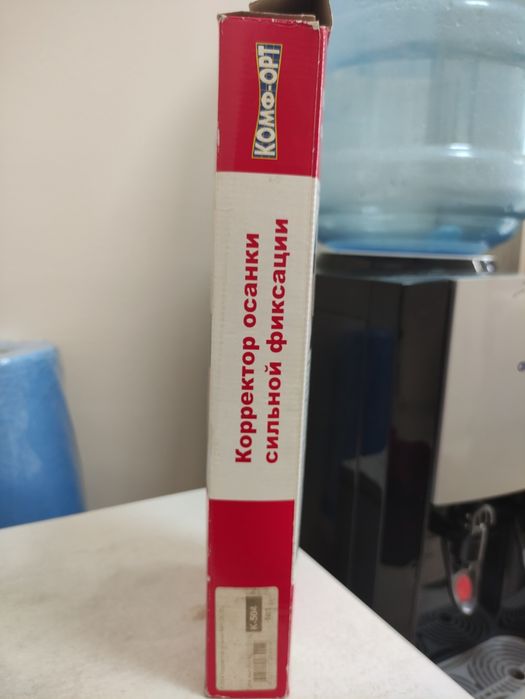 КОМФ-ОРТ
Корректор осанки
сильной фиксации
К-504